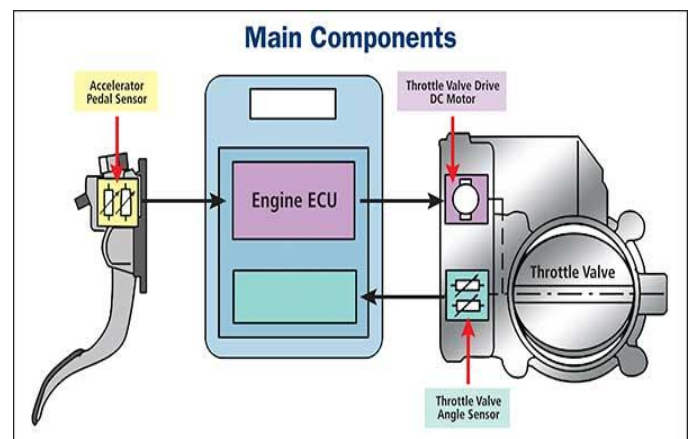 Main Components
Accelerator
Pedal Sensor
Throttle Valve Drive
DC Motor
Engine ECU
Throttle Valve
Throttle Valve
Angle Sensor